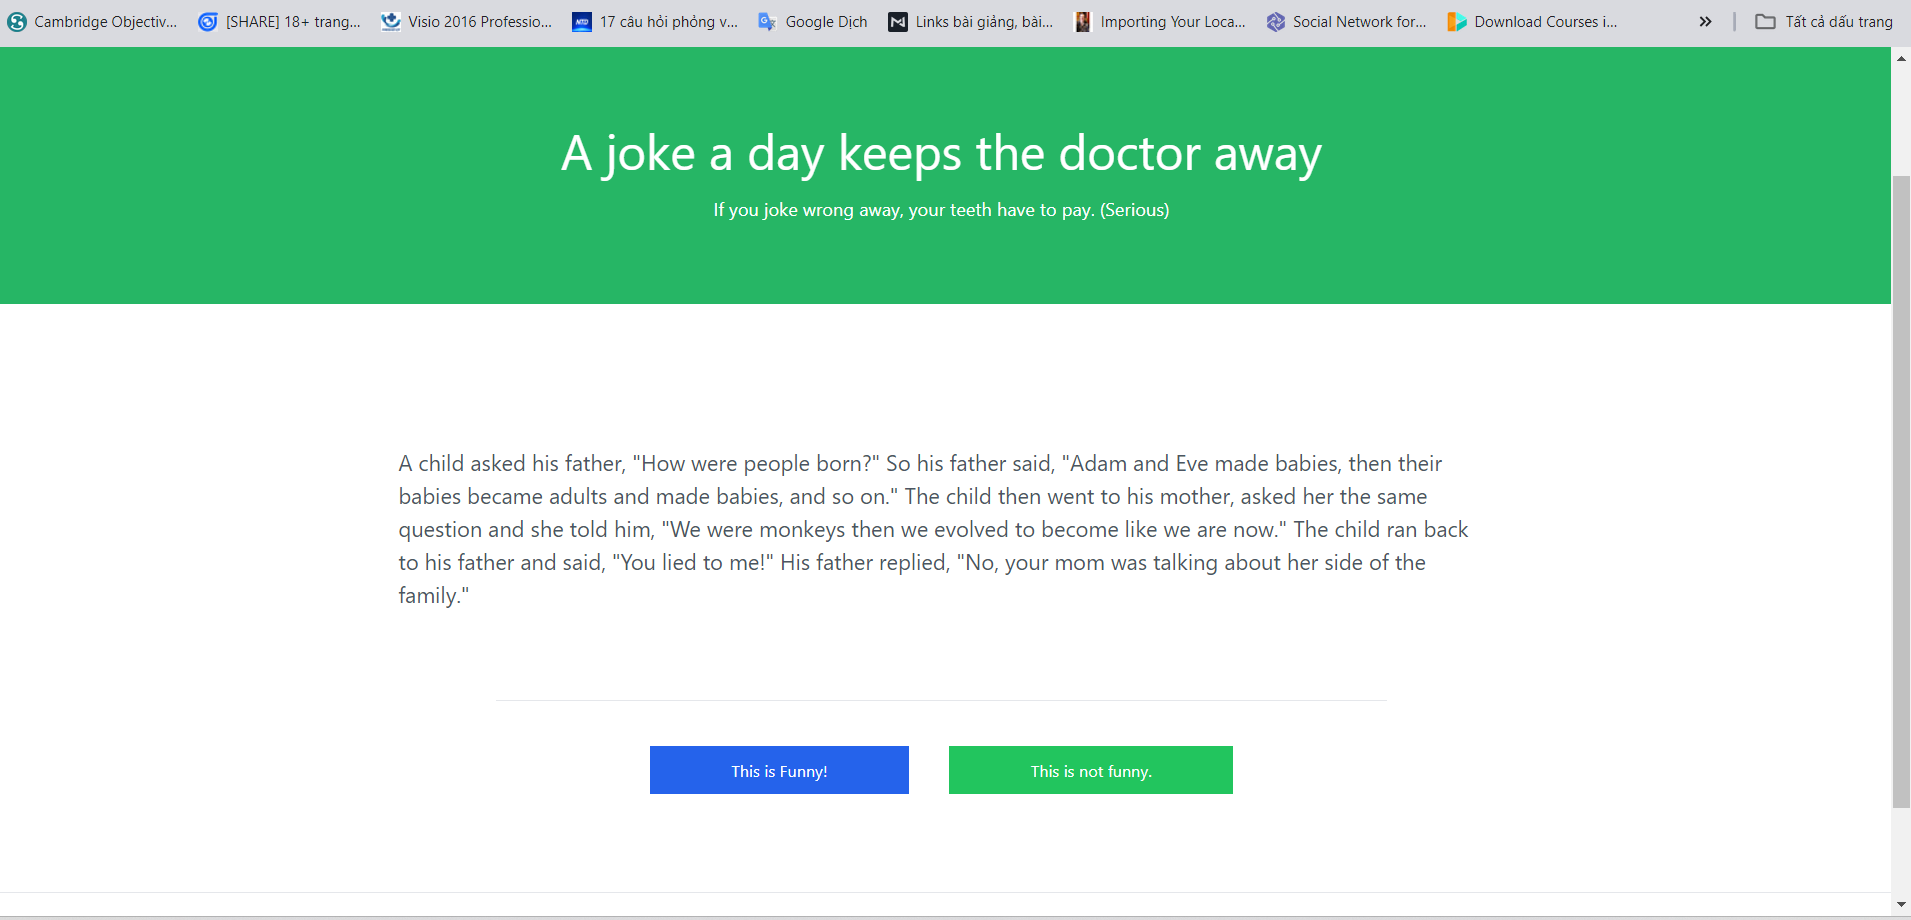 Cambridge Objectiv... [SHARE] 18+ trang... Visio 2016 Professio... NTD 17 câu hỏi phỏng v... Google Dịch Links bài giảng, bài... Importing Your Loca... Social Network for... Download Courses i... » Tất cả dấu trang
A joke a day keeps the doctor away
If you joke wrong away, your teeth have to pay. (Serious)
A child asked his father, "How were people born?" So his father said, "Adam and Eve made babies, then their
babies became adults and made babies, and so on." The child then went to his mother, asked her the same
question and she told him, "We were monkeys then we evolved to become like we are now." The child ran back
to his father and said, "You lied to me!" His father replied, "No, your mom was talking about her side of the
family."
This is Funny! This is not funny.